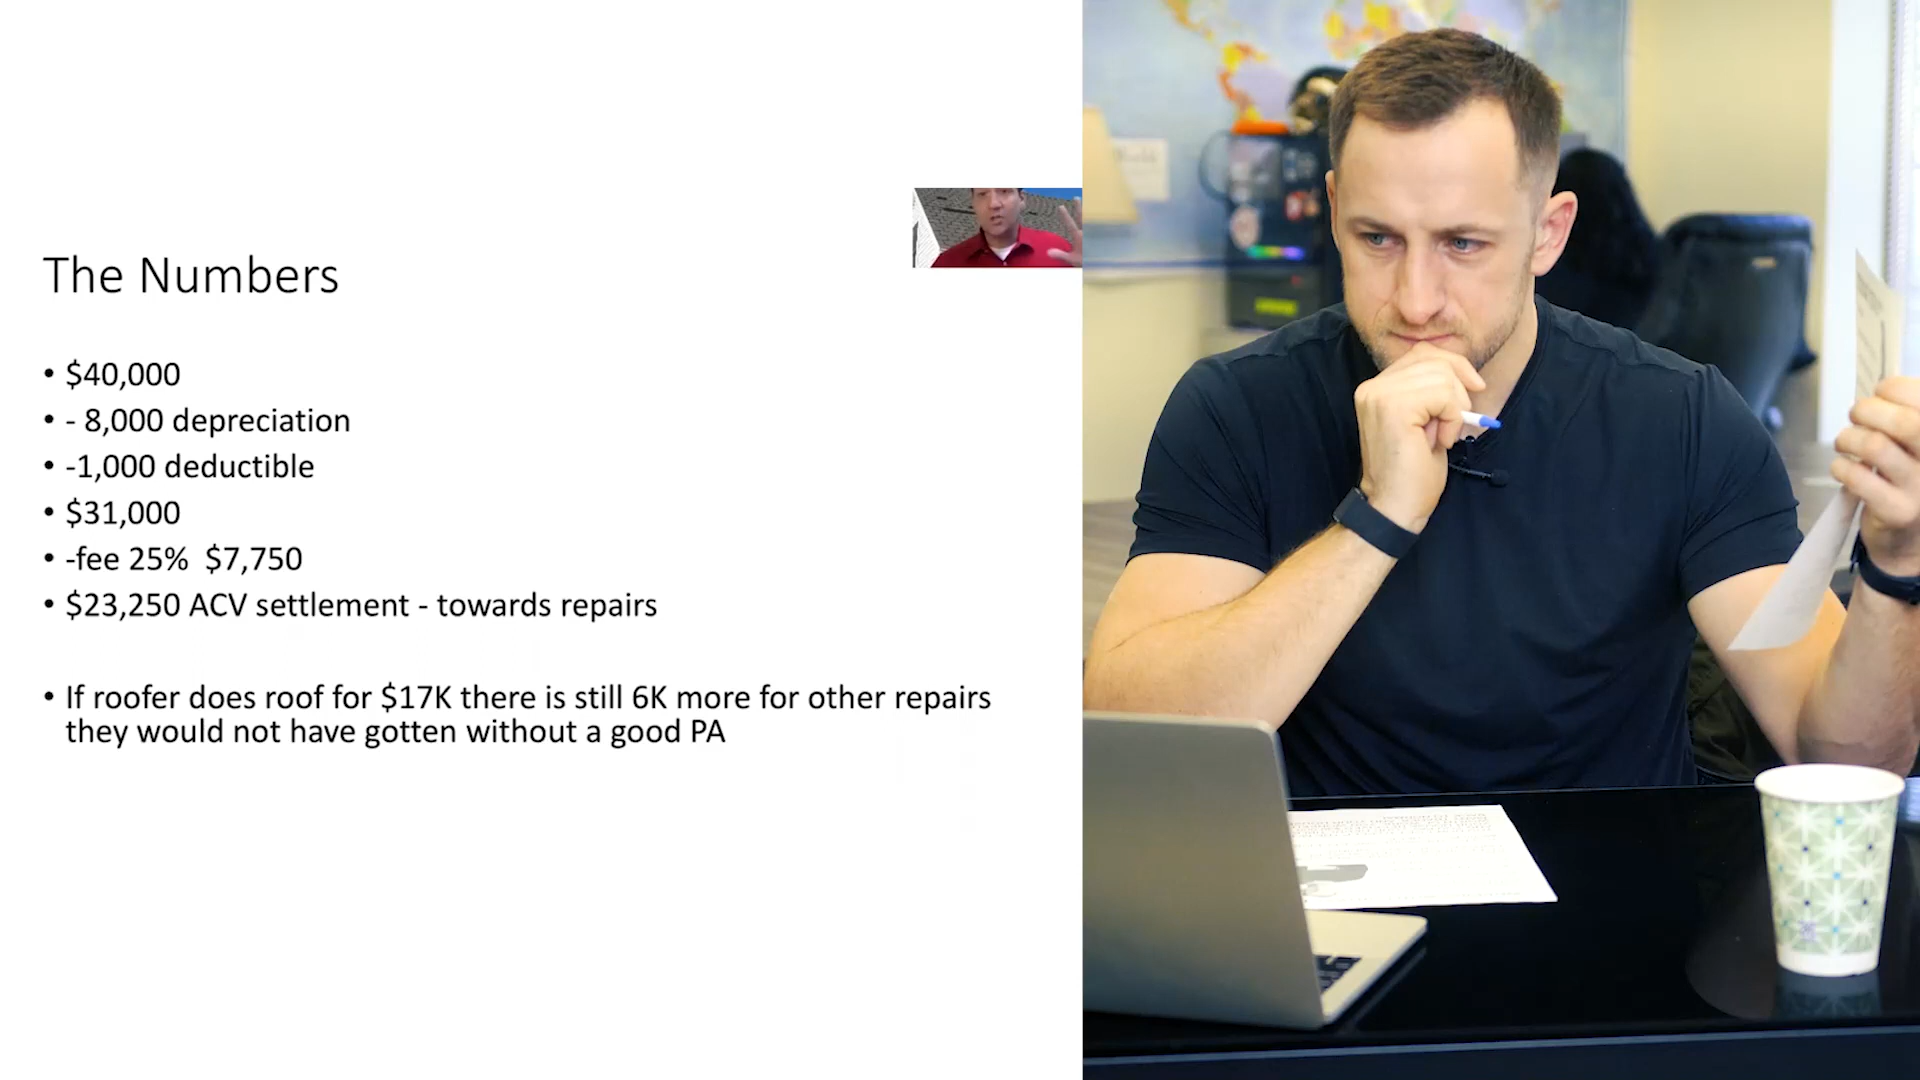 The Numbers
• $40,000
• - 8,000 depreciation
• -1,000 deductible
• $31,000
• -fee 25%  $7,750
• $23,250 ACV settlement - towards repairs
• If roofer does roof for $17K there is still 6K more for other repairs
they would not have gotten without a good PA